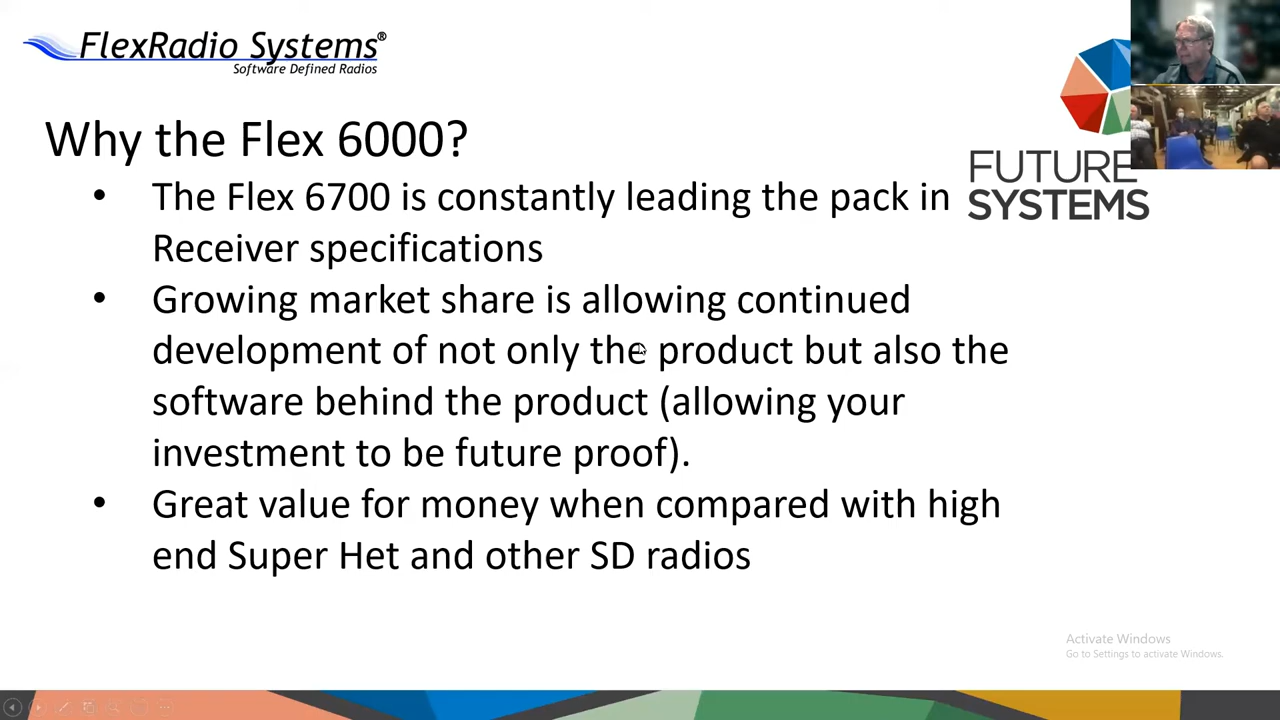 FlexRadio Systems®
Software Defined Radios
FUTURE
SYSTEMS
Why the Flex 6000?
• The Flex 6700 is constantly leading the pack in
Receiver specifications
• Growing market share is allowing continued
development of not only the product but also the
software behind the product (allowing your
investment to be future proof).
• Great value for money when compared with high
end Super Het and other SD radios
Activate Windows
Go to Settings to activate Windows.